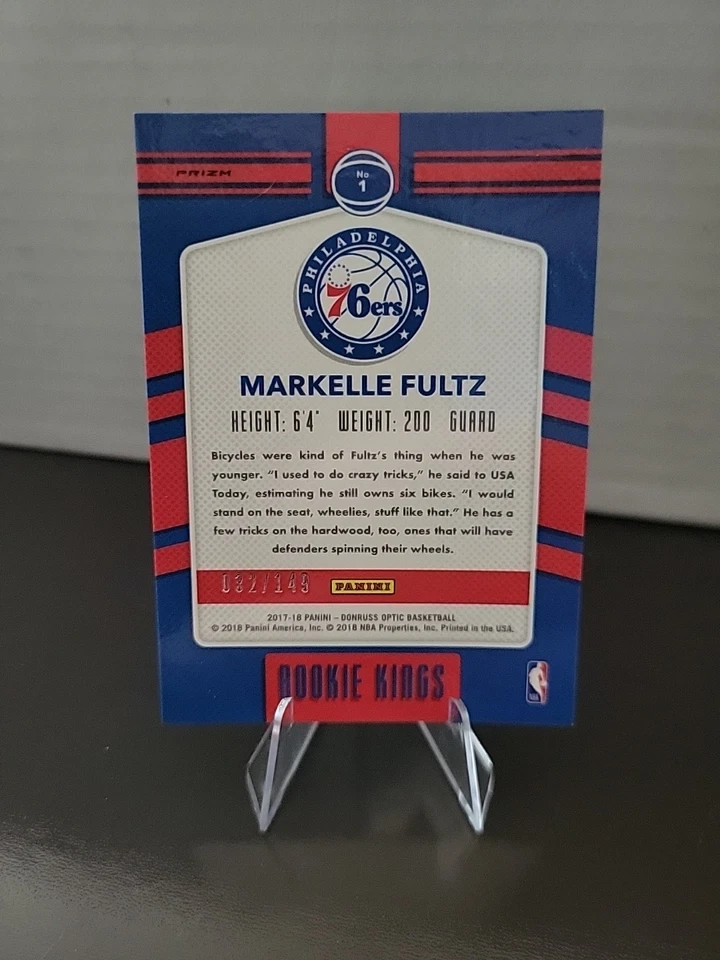 PRIZM
No
1
PHILADELPHIA
76ers
MARKELLE FULTZ
HEIGHT: 6'4" WEIGHT: 200 GUARD
Bicycles were kind of Fultz's thing when he was
younger. "I used to do crazy tricks," he said to USA
Today, estimating he still owns six bikes. "I would
stand on the seat, wheelies, stuff like that." He has a
few tricks on the hardwood, too, ones that will have
defenders spinning their wheels.
032/149 PANINI
2017-18 PANINI – DONRUSS OPTIC BASKETBALL
© 2018 Panini America, Inc. © 2018 NBA Properties, Inc. Printed in the USA.
ROOKIE KINGS